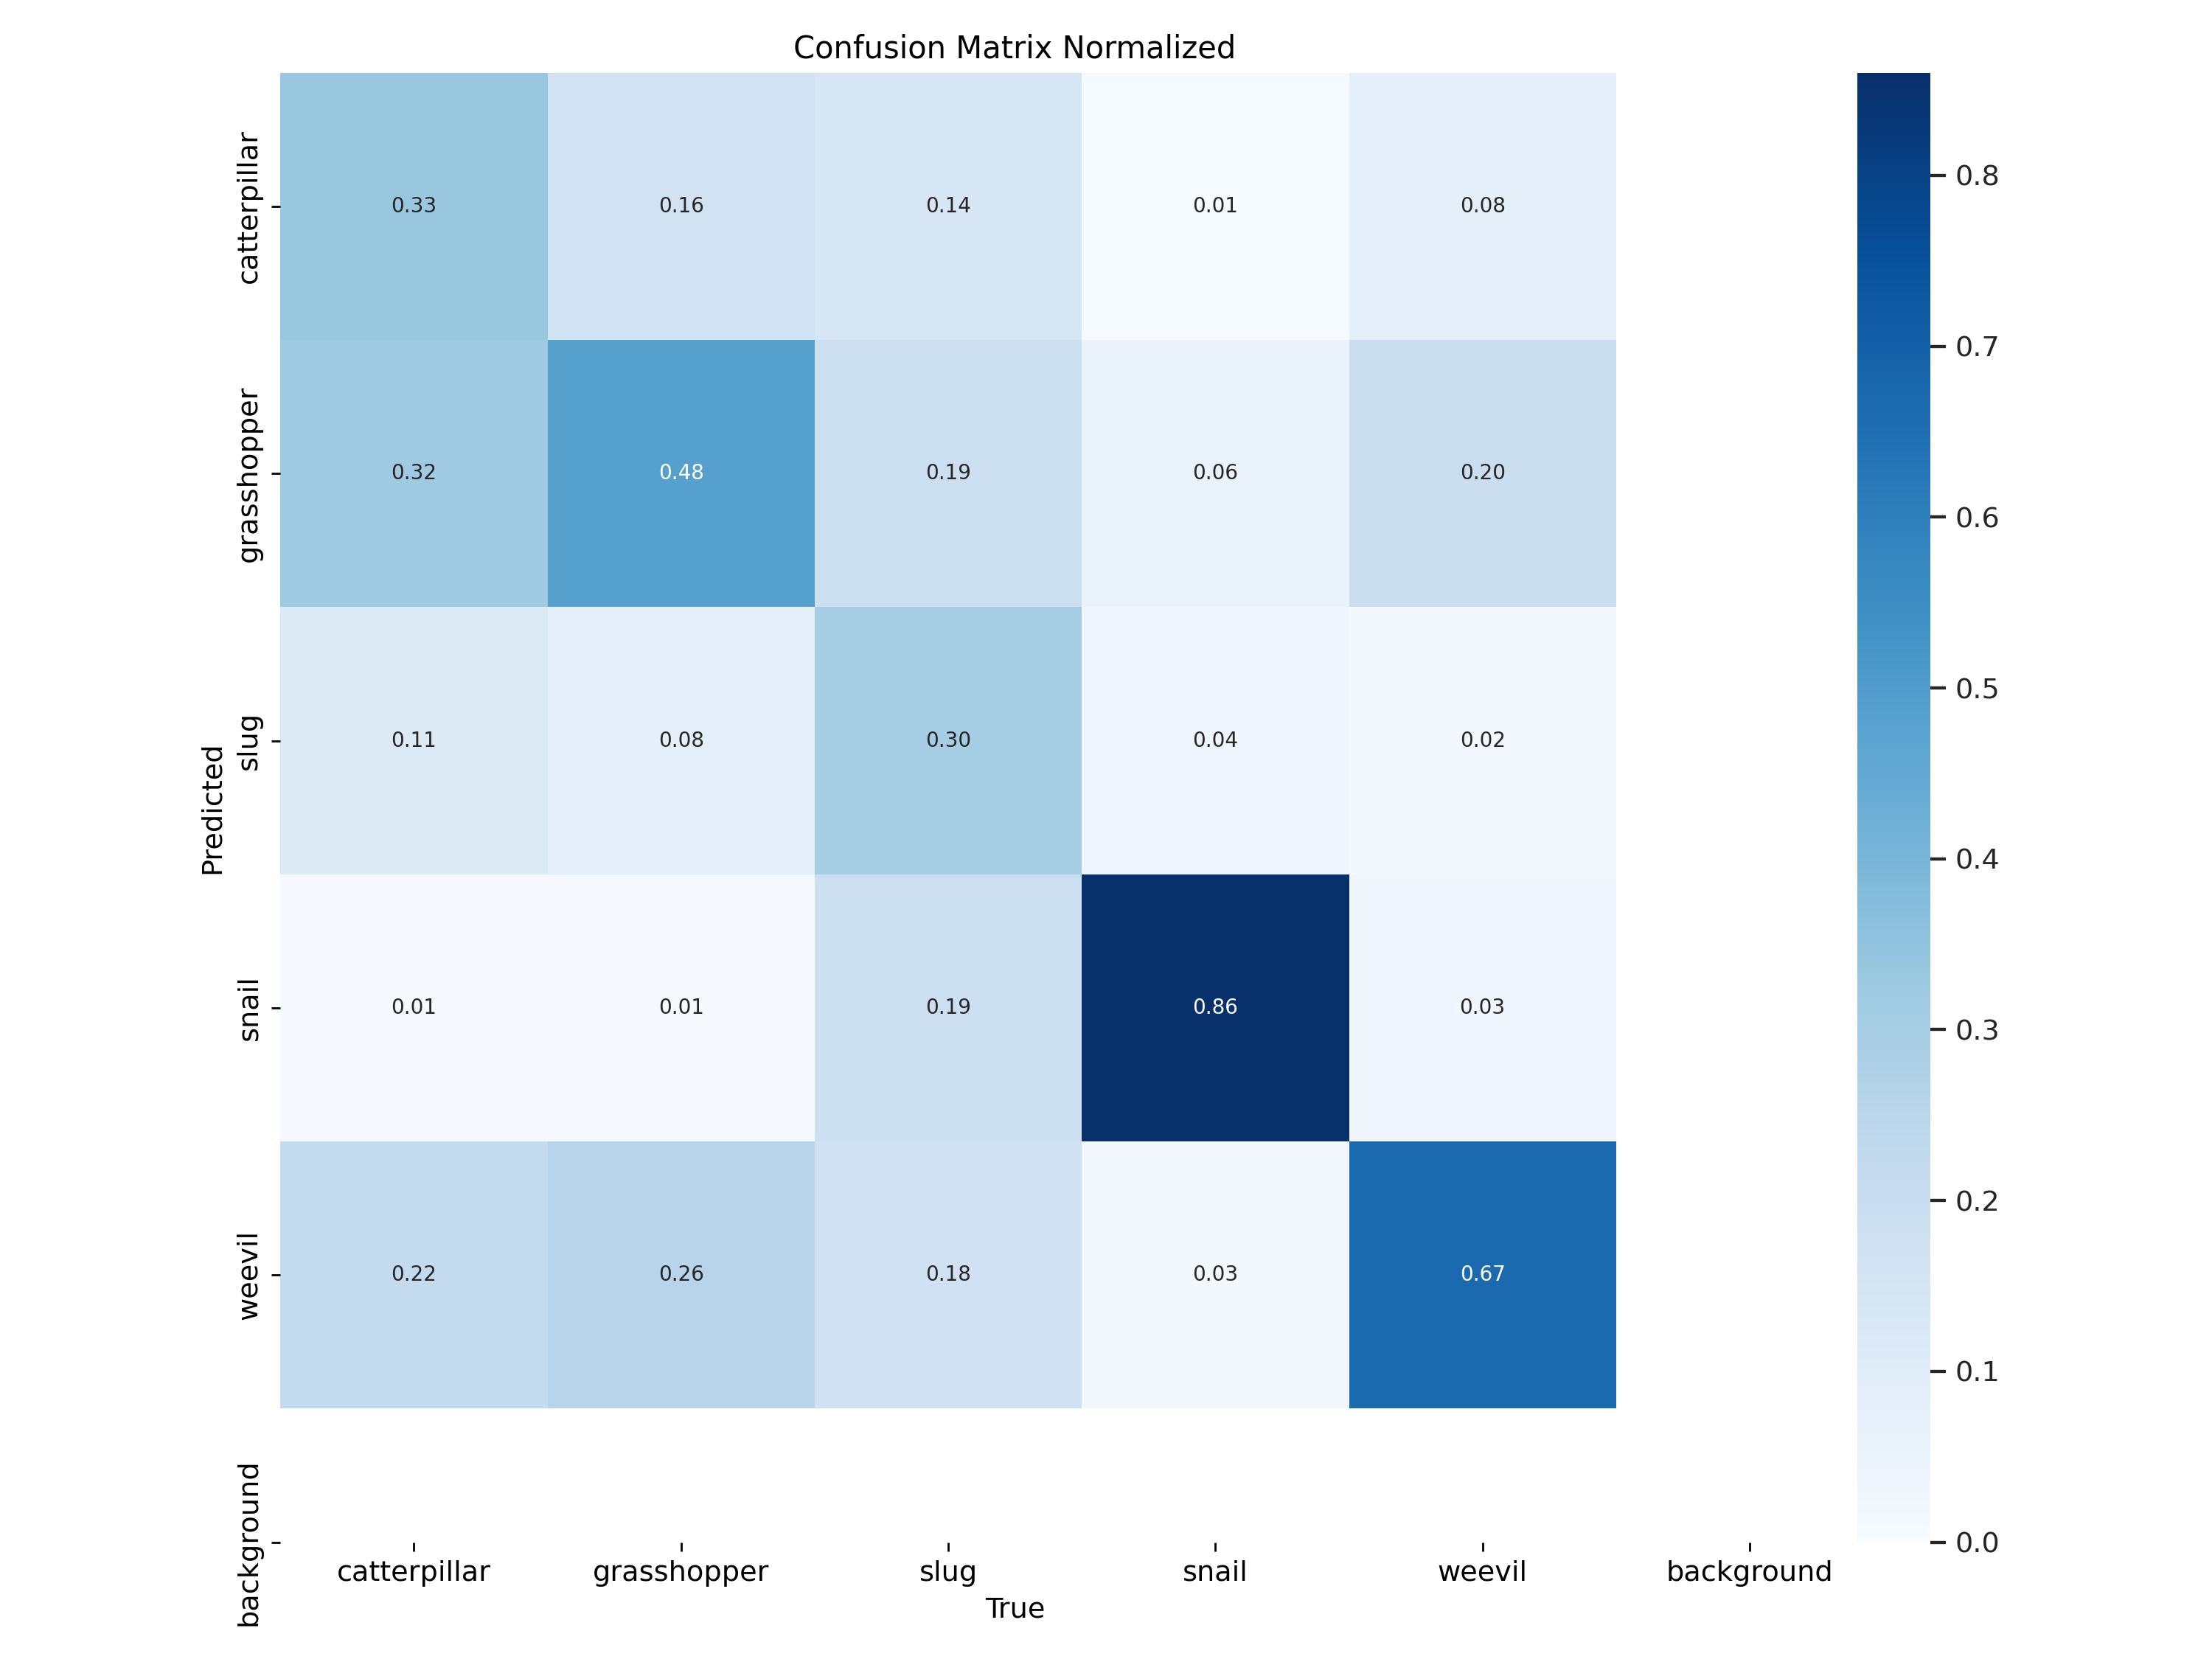 Confusion Matrix Normalized
catterpillar
0.33 0.16 0.14 0.01 0.08
grasshopper
0.32 0.48 0.19 0.06 0.20
slug
0.11 0.08 0.30 0.04 0.02
Predicted
snail
0.01 0.01 0.19 0.86 0.03
weevil
0.22 0.26 0.18 0.03 0.67
background
catterpillar grasshopper slug snail weevil background
True
0.8
0.7
0.6
0.5
0.4
0.3
0.2
0.1
0.0